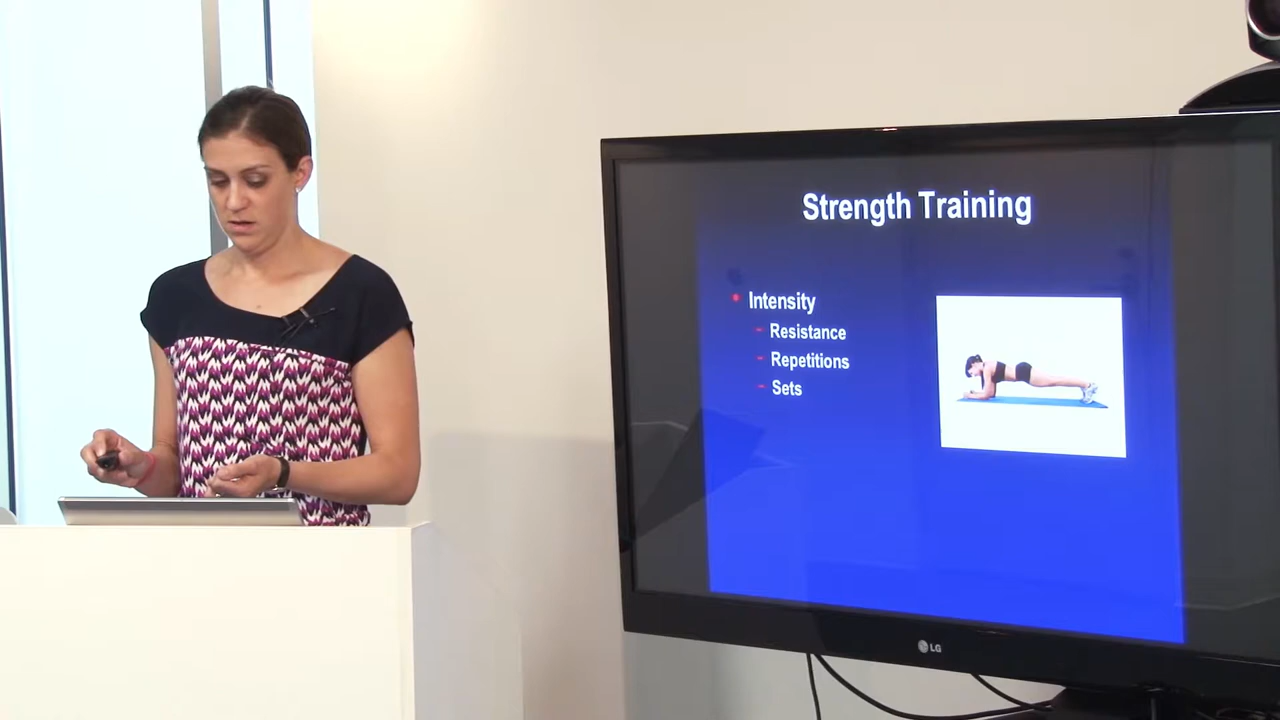 Strength Training
Intensity
- Resistance
- Repetitions
- Sets
LG